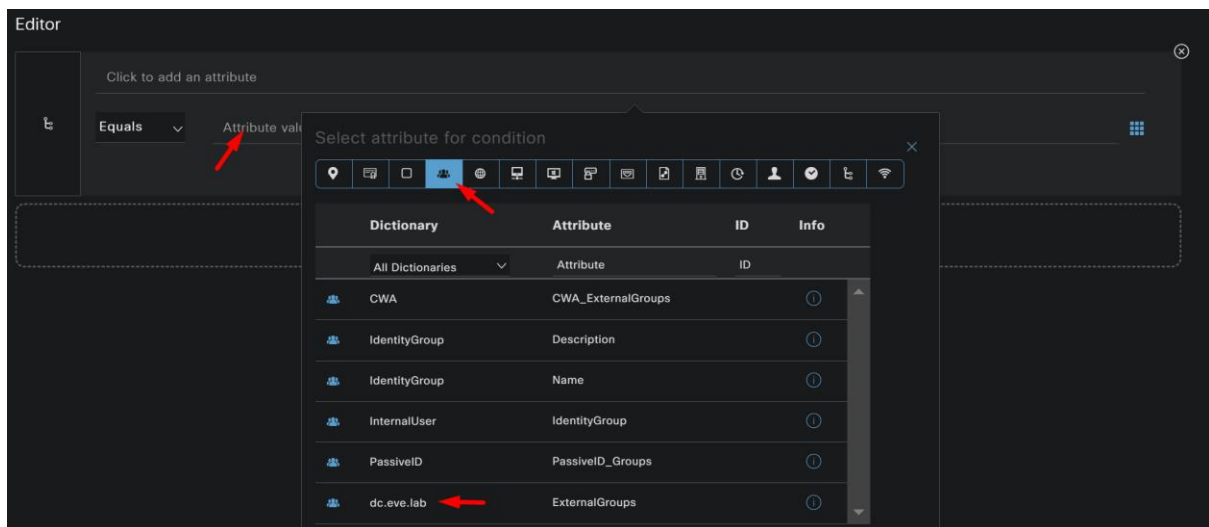 Editor
Click to add an attribute
Equals
Attribute valu
Select attribute for condition
Dictionary Attribute ID Info
All Dictionaries Attribute ID
CWA CWA_ExternalGroups
IdentityGroup Description
IdentityGroup Name
InternalUser IdentityGroup
PassiveID PassiveID_Groups
dc.eve.lab ExternalGroups